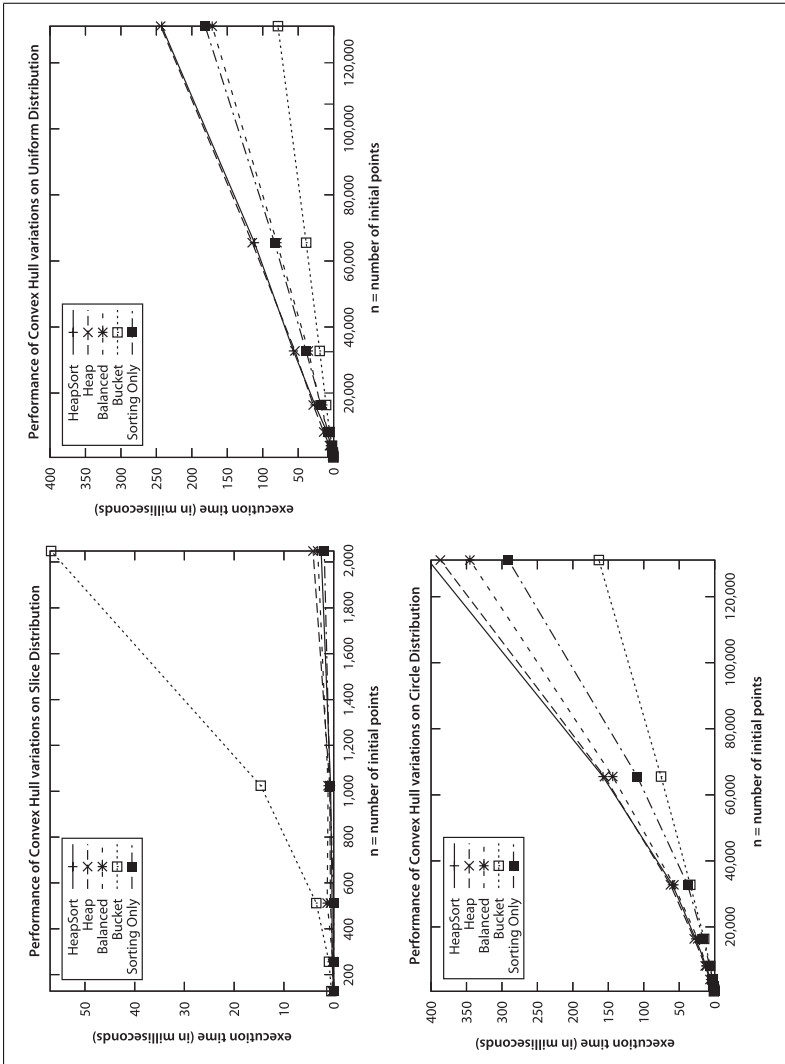 Performance of Convex Hull variations on Slice Distribution
HeapSort
Heap
Balanced
Bucket
Sorting Only
execution time (in milliseconds)
50
40
30
20
10
0
200
400
600
800
1,000
1,200
1,400
1,600
1,800
2,000
n = number of initial points
Performance of Convex Hull variations on Uniform Distribution
HeapSort
Heap
Balanced
Bucket
Sorting Only
execution time (in milliseconds)
400
350
300
250
200
150
100
50
0
20,000
40,000
60,000
80,000
100,000
120,000
n = number of initial points
Performance of Convex Hull variations on Circle Distribution
HeapSort
Heap
Balanced
Bucket
Sorting Only
execution time (in milliseconds)
400
350
300
250
200
150
100
50
0
20,000
40,000
60,000
80,000
100,000
120,000
n = number of initial points